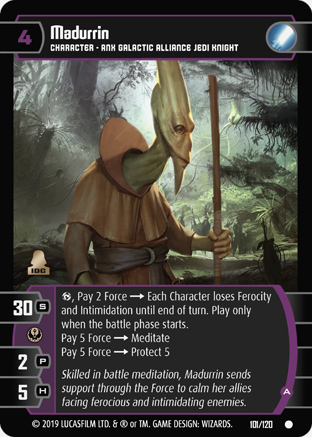 4
Madurrin
CHARACTER - ANX GALACTIC ALLIANCE JEDI KNIGHT
IDC
30 S
2 P
5 H
, Pay 2 Force → Each Character loses Ferocity
and Intimidation until end of turn. Play only
when the battle phase starts.
Pay 5 Force → Meditate
Pay 5 Force → Protect 5
Skilled in battle meditation, Madurrin sends
support through the Force to calm her allies
facing ferocious and intimidating enemies.
A
© 2019 LUCASFILM LTD. & ® or TM. GAME DESIGN: WIZARDS. 101/120